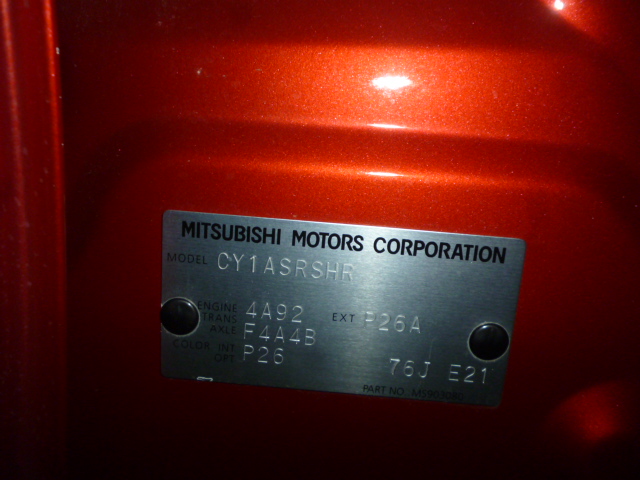 MITSUBISHI MOTORS CORPORATION
MODEL CY1ASRSHR
ENGINE 4A92 EXT P26A
TRANS AXLE F4A4B
COLOR INT OPT P26 76J E21
PART NO.